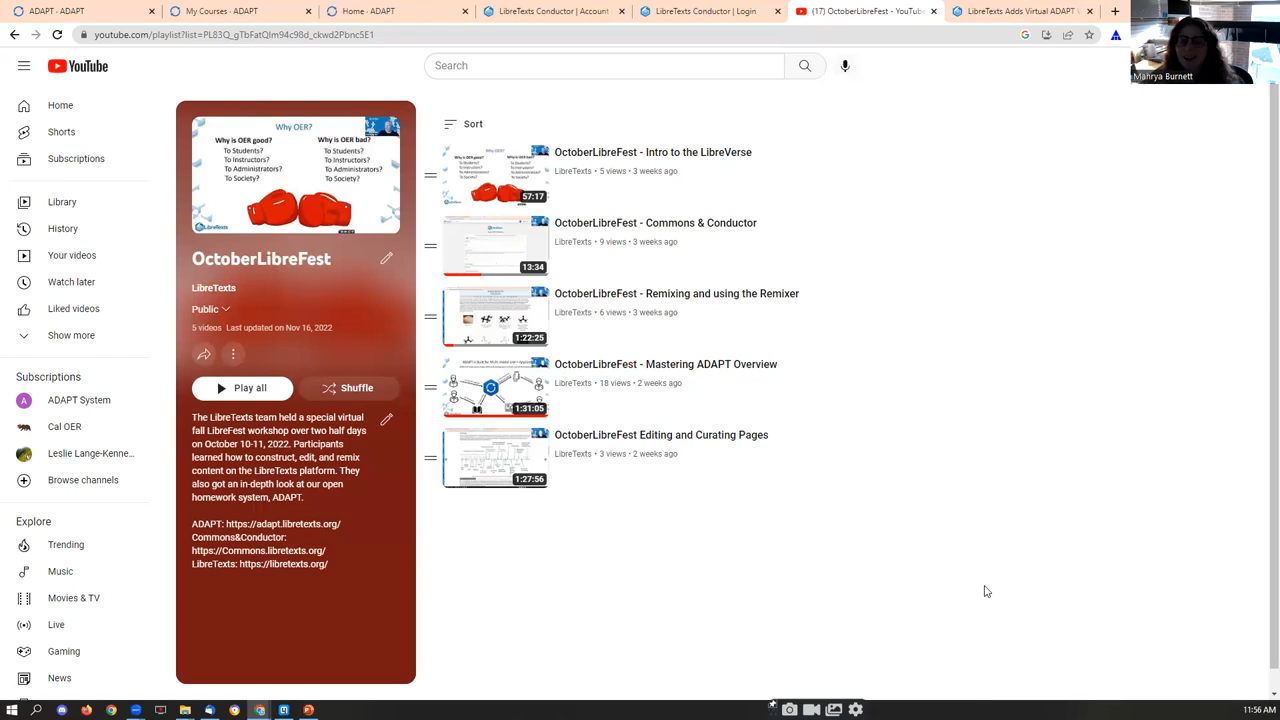 ADAPT - ADAPT
My Courses - ADAPT
Home - ADAPT
LibreTexts Conductor | Account
LibreTexts Conductor | Login
(17) OctoberLibreFest - YouTube
LibreTexts Adds Virtual ADAPT
youtube.com/playlist?list=PL83Q_gTbFatQJm94c98d_ckwd2PbncSE1
Mahrya Burnett
YouTube
Search
Home
Shorts
Subscriptions
Library
History
Your videos
Watch later
Liked videos
Show more
Subscriptions
A ADAPT System
Cal OER
Leslie Lange-Kenne...
Browse channels
Explore
Trending
Music
Movies & TV
Live
Gaming
News
Why OER?
Why is OER good?
To Students?
To Instructors?
To Administrators?
To Society?
Why is OER bad?
To Students?
To Instructors?
To Administrators?
To Society?
LibreTexts
OctoberLibreFest
LibreTexts
Public
5 videos Last updated on Nov 16, 2022
Play all
Shuffle
The LibreTexts team held a special virtual
fall LibreFest workshop over two half days
on October 10-11, 2022. Participants
learned how to construct, edit, and remix
content on the LibreTexts platform. They
also got an in-depth look at our open
homework system, ADAPT.
ADAPT: https://adapt.libretexts.org/
Commons&Conductor:
https://Commons.libretexts.org/
LibreTexts: https://libretexts.org/
Sort
57:17
OctoberLibreFest - Intro to the LibreVerse
LibreTexts • 5 views • 3 weeks ago
13:34
OctoberLibreFest - Commons & Conductor
LibreTexts • 9 views • 3 weeks ago
1:22:25
OctoberLibreFest - Remixing and using the Remixer
LibreTexts • 6 views • 3 weeks ago
1:31:05
OctoberLibreFest - Mastering ADAPT Overview
LibreTexts • 18 views • 2 weeks ago
1:27:56
OctoberLibreFest Editing and Curating Pages
LibreTexts • 3 views • 2 weeks ago
11:56 AM